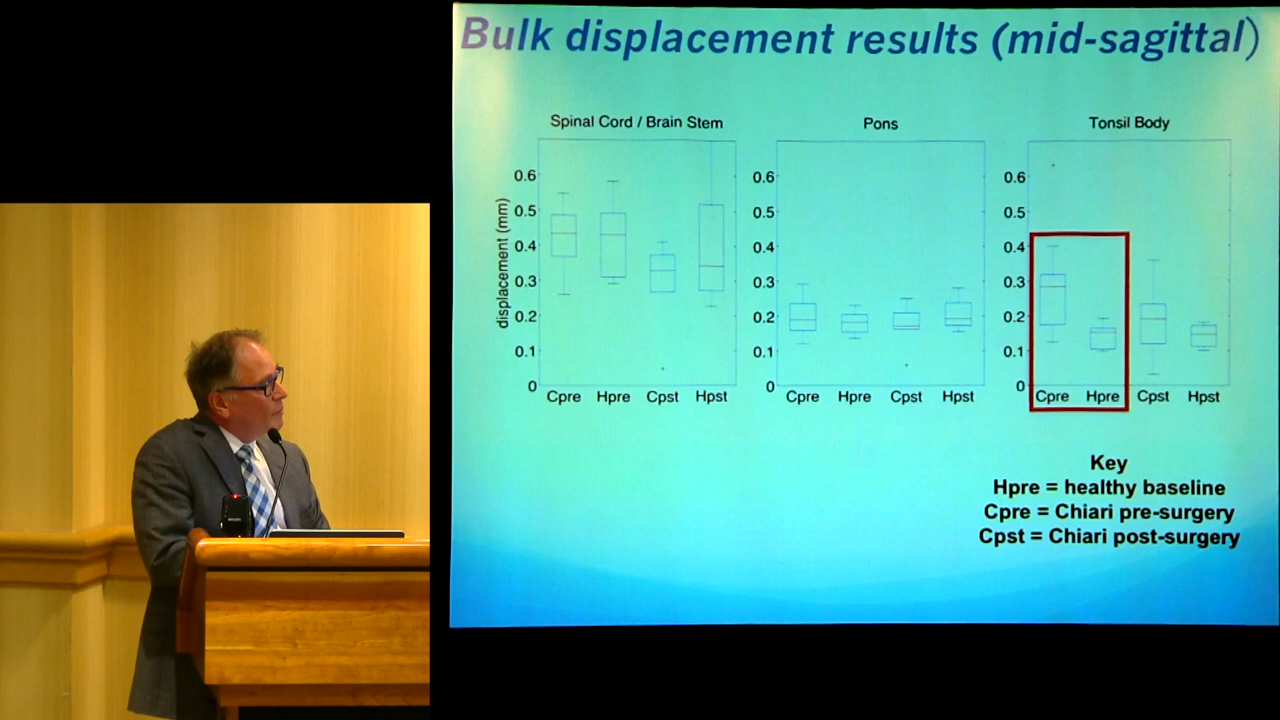 Bulk displacement results (mid-sagittal)
Spinal Cord / Brain Stem
displacement (mm)
0.6
0.5
0.4
0.3
0.2
0.1
0
Cpre Hpre Cpst Hpst
Pons
0.6
0.5
0.4
0.3
0.2
0.1
0
Cpre Hpre Cpst Hpst
Tonsil Body
0.6
0.5
0.4
0.3
0.2
0.1
0
Cpre Hpre Cpst Hpst
Key
Hpre = healthy baseline
Cpre = Chiari pre-surgery
Cpst = Chiari post-surgery